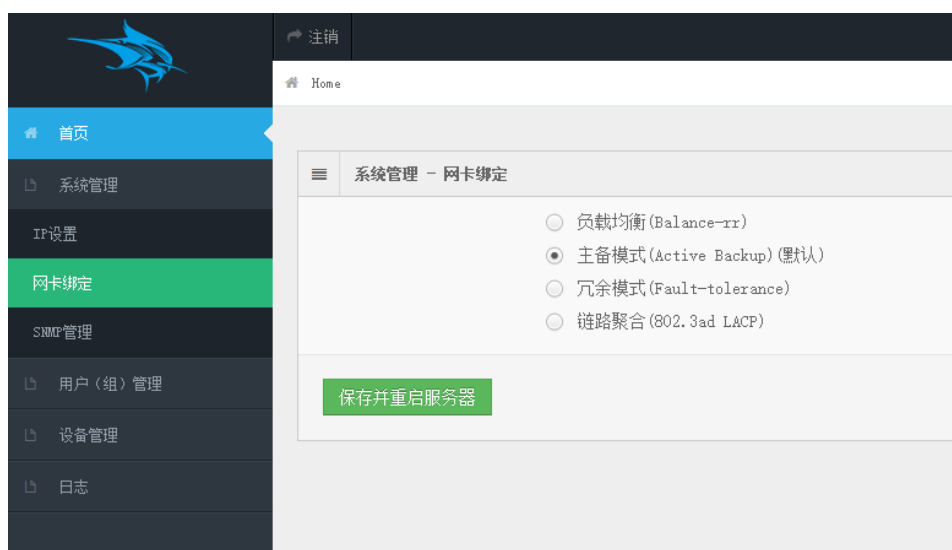 注销
Home
首页
系统管理
IP设置
网卡绑定
SNMP管理
用户（组）管理
设备管理
日志
系统管理 - 网卡绑定
负载均衡(Balance-rr)
主备模式(Active Backup)(默认)
冗余模式(Fault-tolerance)
链路聚合(802.3ad LACP)
保存并重启服务器